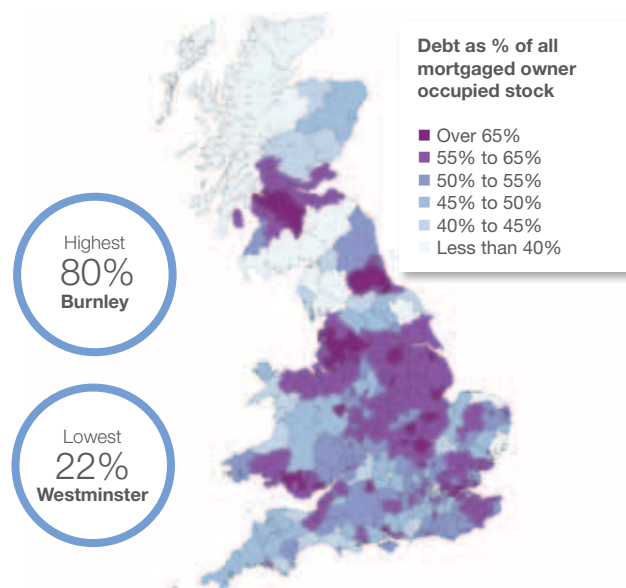 Debt as % of all
mortgaged owner
occupied stock
Over 65%
55% to 65%
50% to 55%
45% to 50%
40% to 45%
Less than 40%
Highest
80%
Burnley
Lowest
22%
Westminster